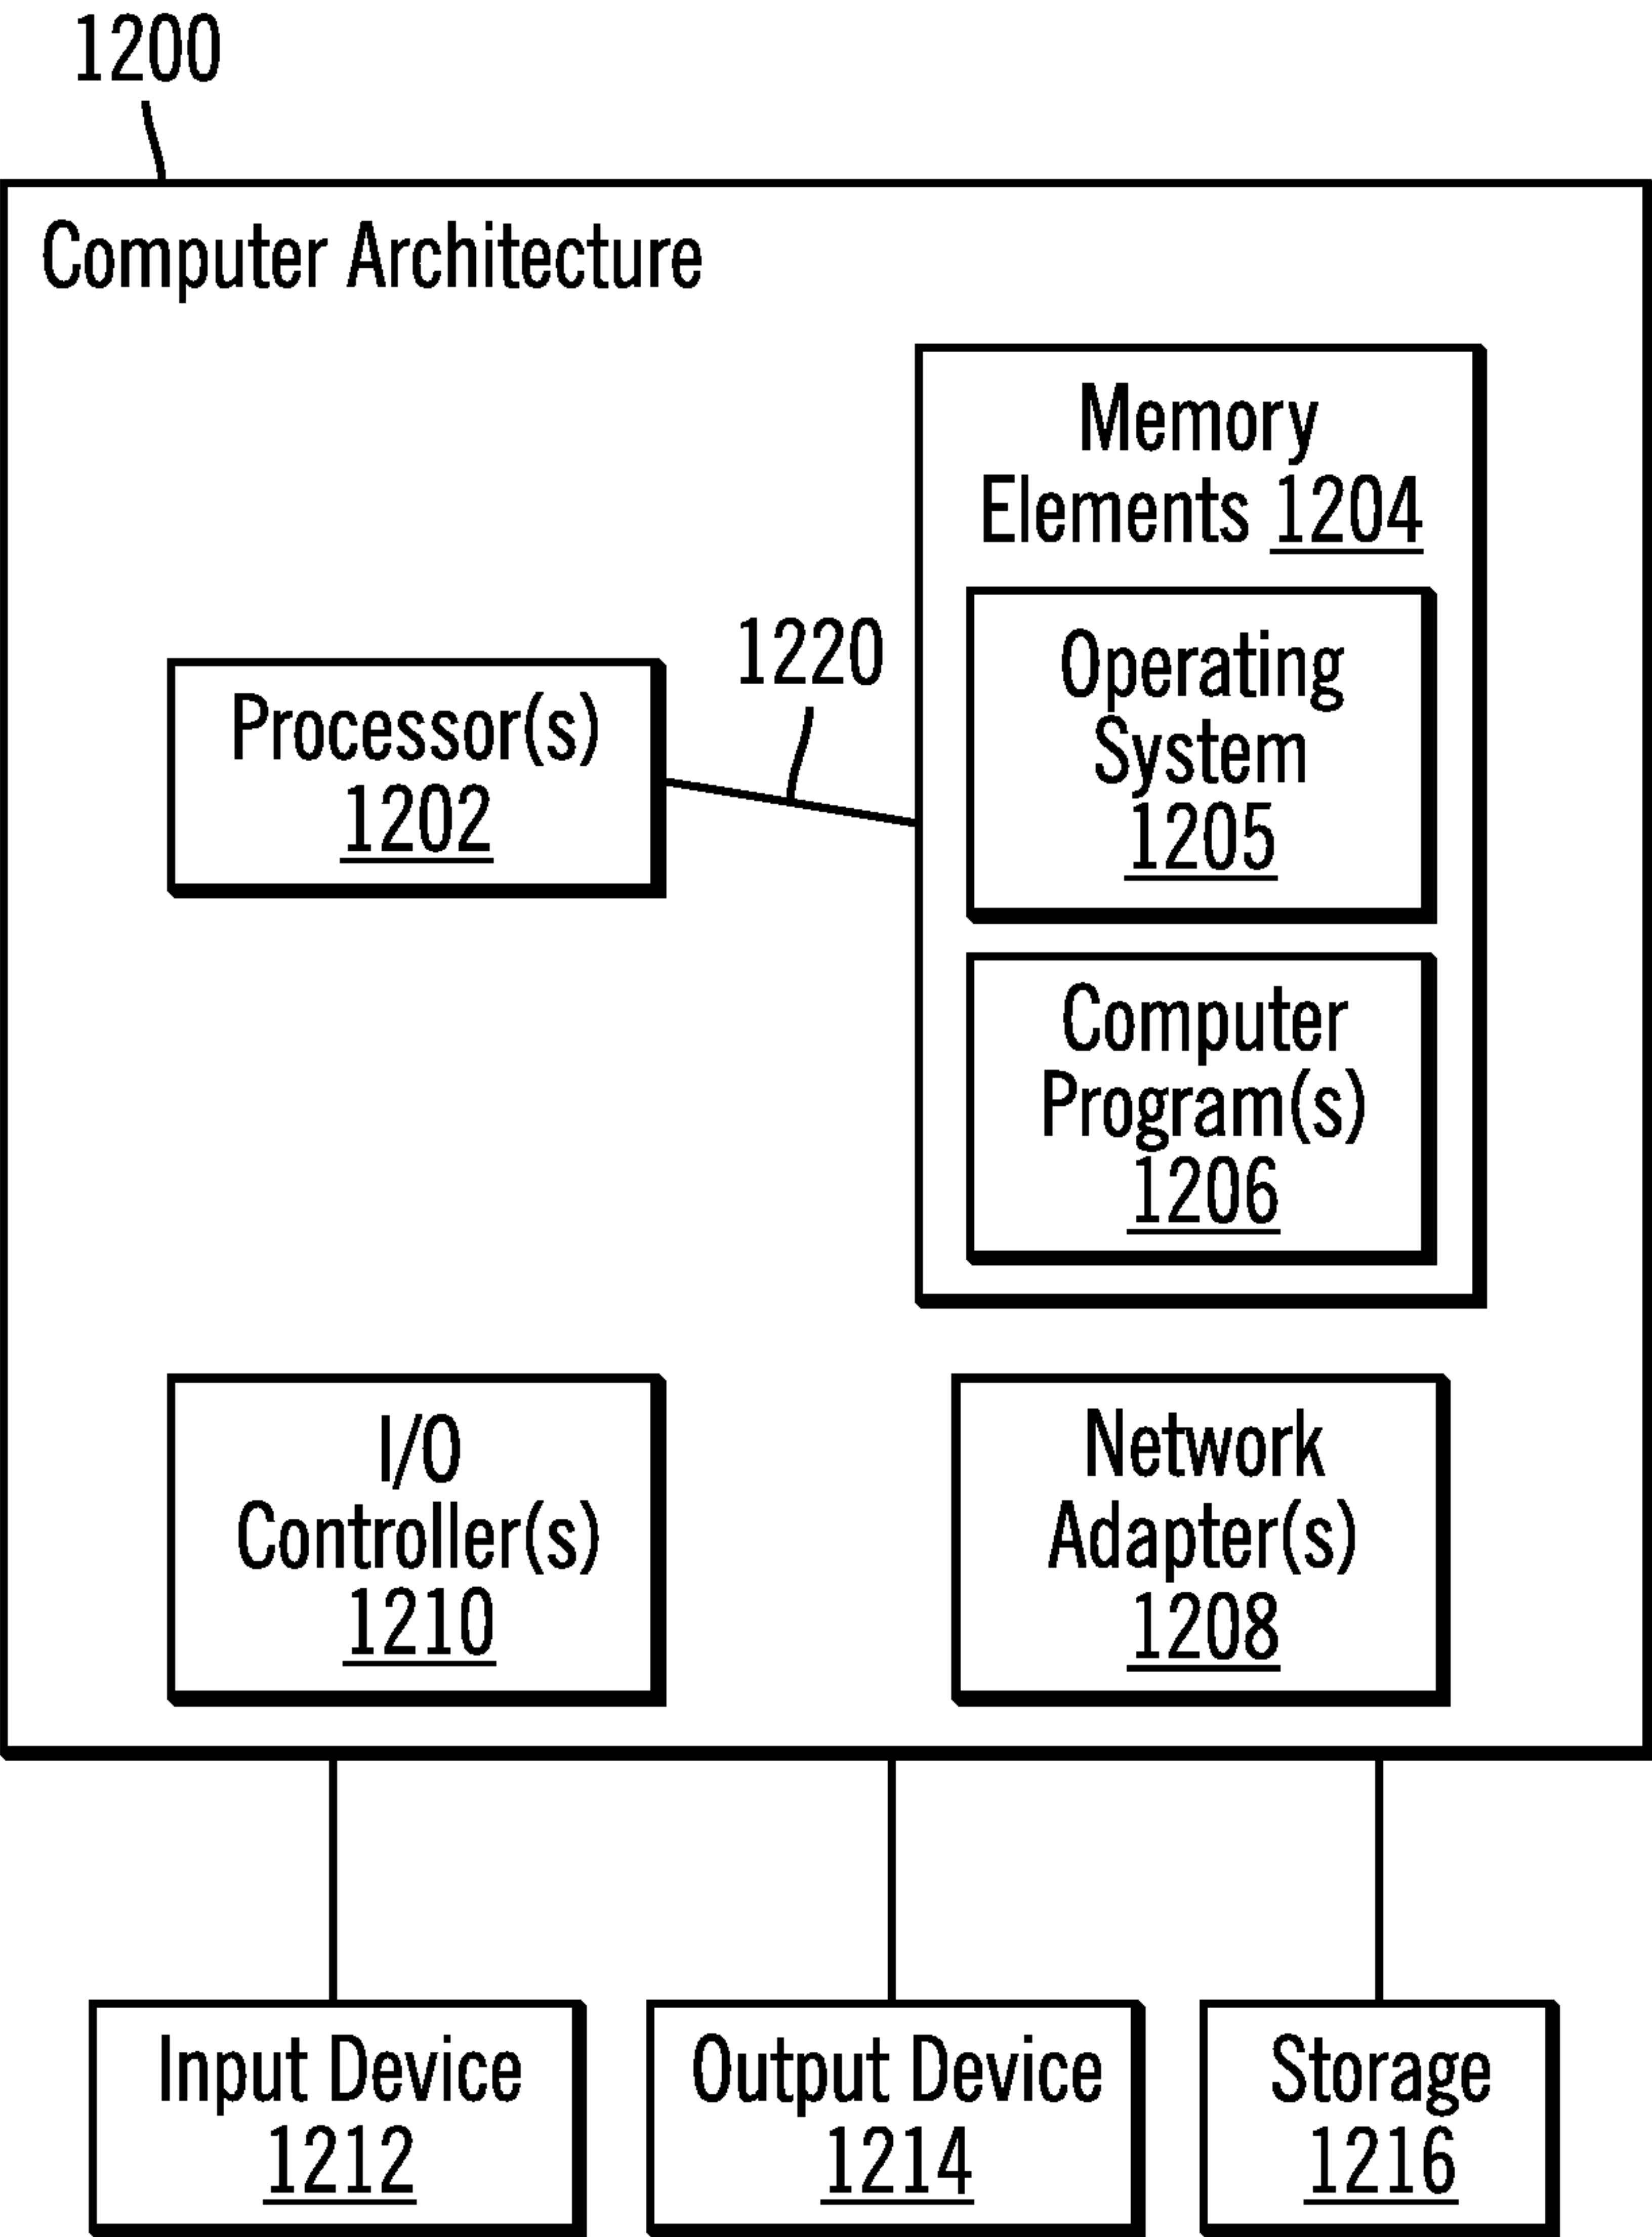 1200
Computer Architecture
Memory
Elements 1204
Operating
System
1205
1220
Processor(s)
1202
Computer
Program(s)
1206
I/O
Controller(s)
1210
Network
Adapter(s)
1208
Input Device
1212
Output Device
1214
Storage
1216